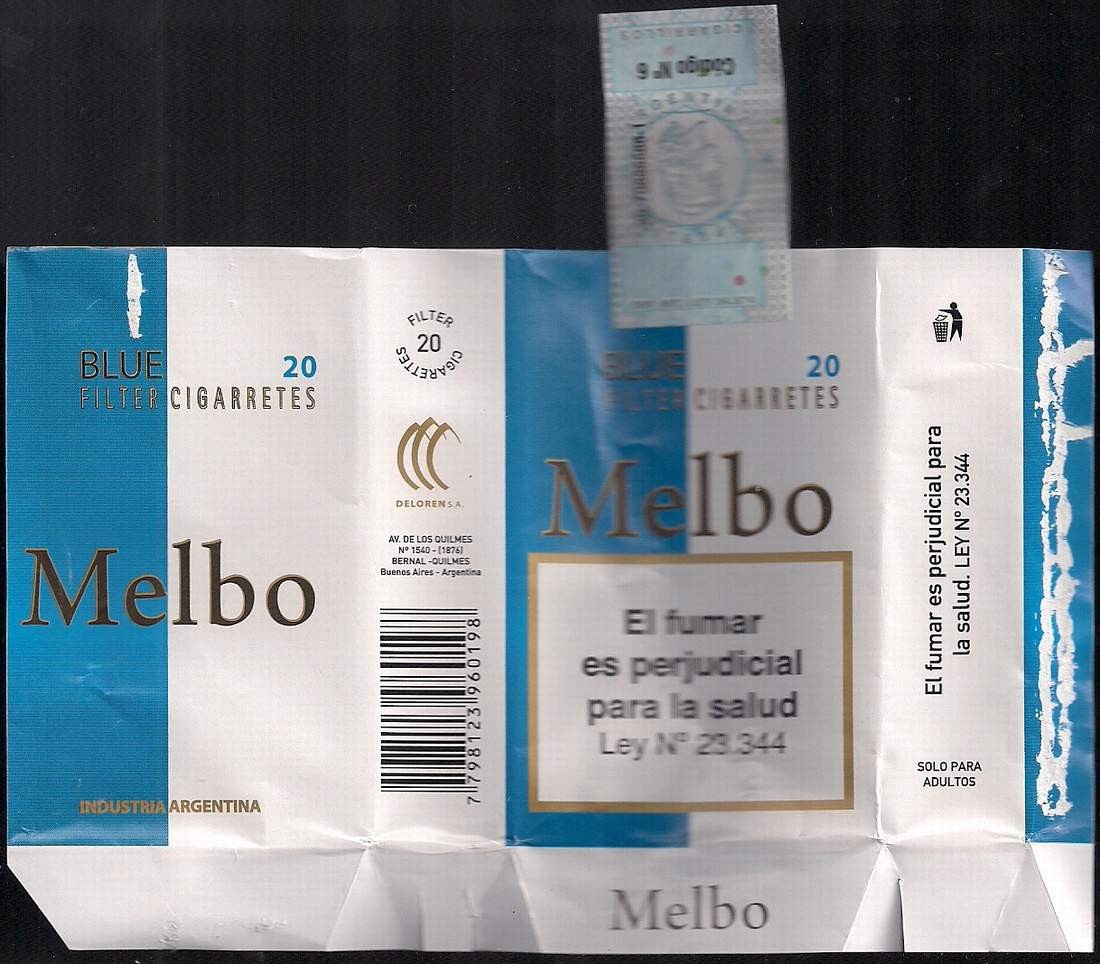 CIGARRILLOS
Código Nº 6
BLUE
20
FILTER CIGARRETES
Melbo
INDUSTRIA ARGENTINA
FILTER
20
CIGARETTES
DELOREN S.A.
AV. DE LOS QUILMES
Nº 1540 - (1876)
BERNAL -QUILMES
Buenos Aires - Argentina
7 798123 960198
BLUE
20
FILTER CIGARRETES
Melbo
El fumar
es perjudicial
para la salud
Ley Nº 23.344
Melbo
El fumar es perjudicial para
la salud. LEY Nº 23.344
SOLO PARA
ADULTOS